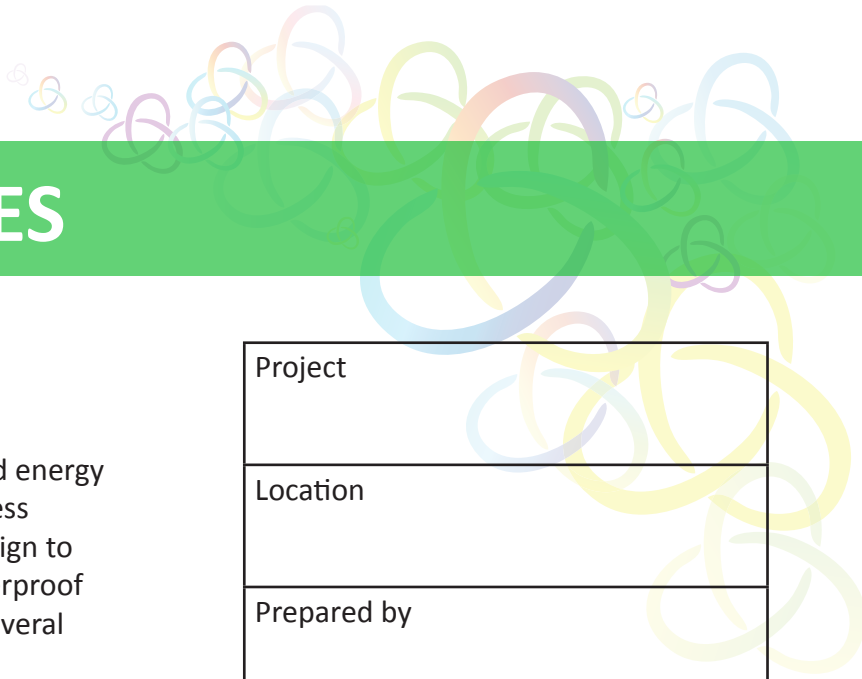 ES
d energy
ess
ign to
rproof
veral
Project
Location
Prepared by